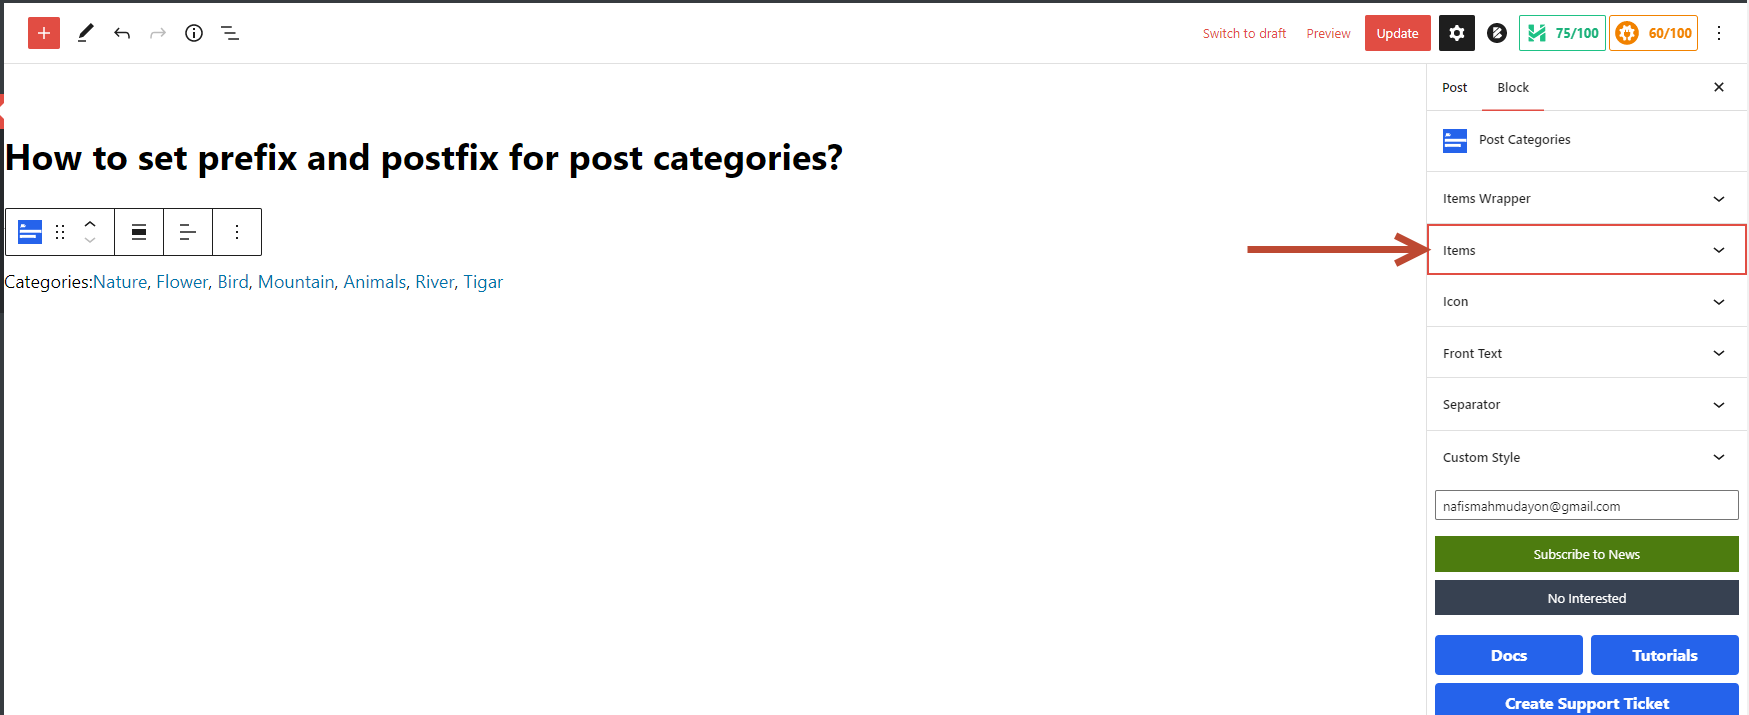 Switch to draft Preview Update 75/100 60/100
Post Block
How to set prefix and postfix for post categories?
Categories:Nature, Flower, Bird, Mountain, Animals, River, Tigar
Post Categories
Items Wrapper
Items
Icon
Front Text
Separator
Custom Style
nafismahmudayon@gmail.com
Subscribe to News
No Interested
Docs Tutorials
Create Support Ticket